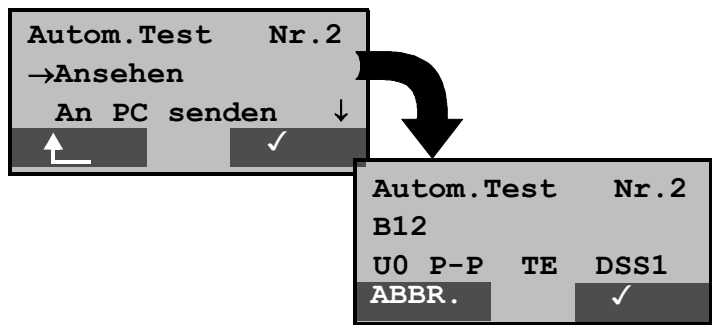 Autom.Test Nr.2
→Ansehen
An PC senden ↓
✓
Autom.Test Nr.2
B12
U0 P-P TE DSS1
ABBR. ✓